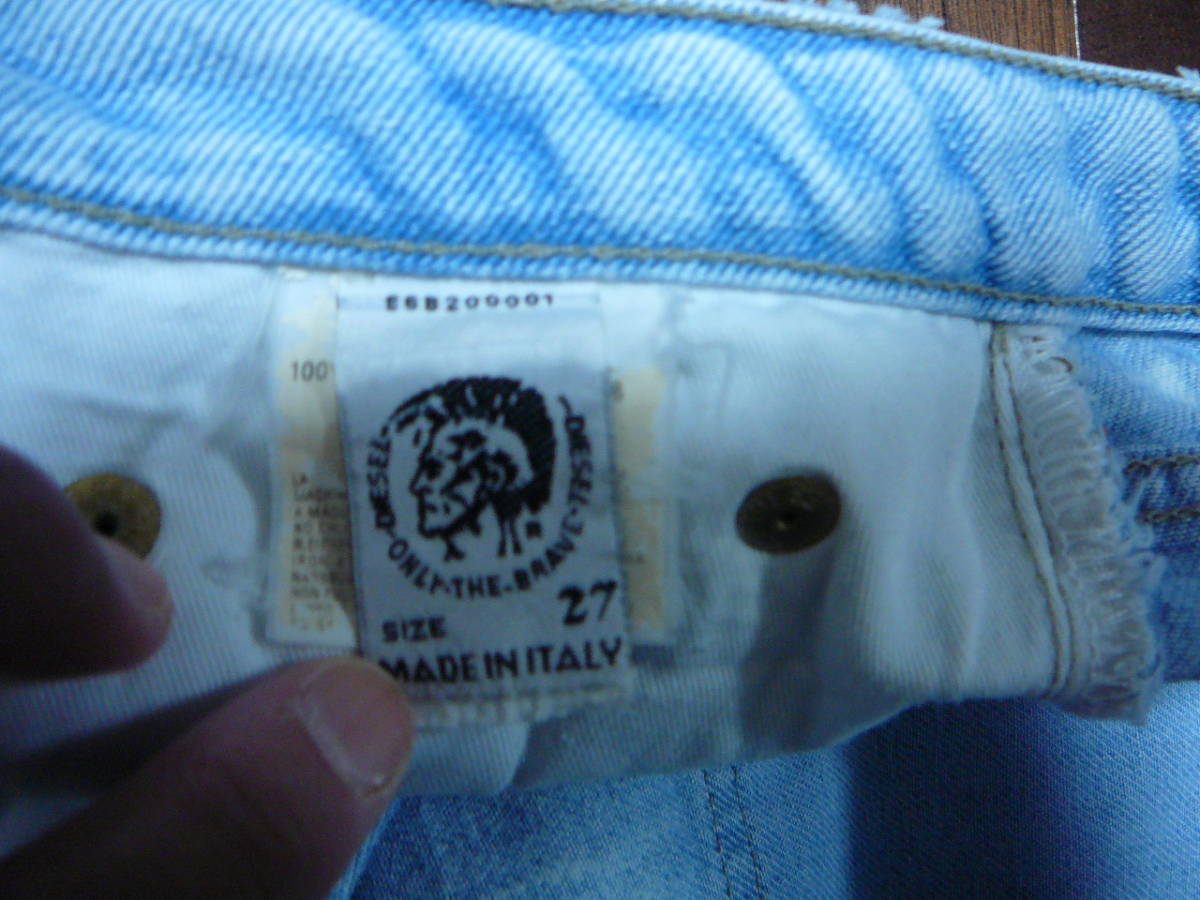 E6B209001
DIESEL·ONLY·THE·BRAVE·DIESEL
R
SIZE 27
MADE IN ITALY
100